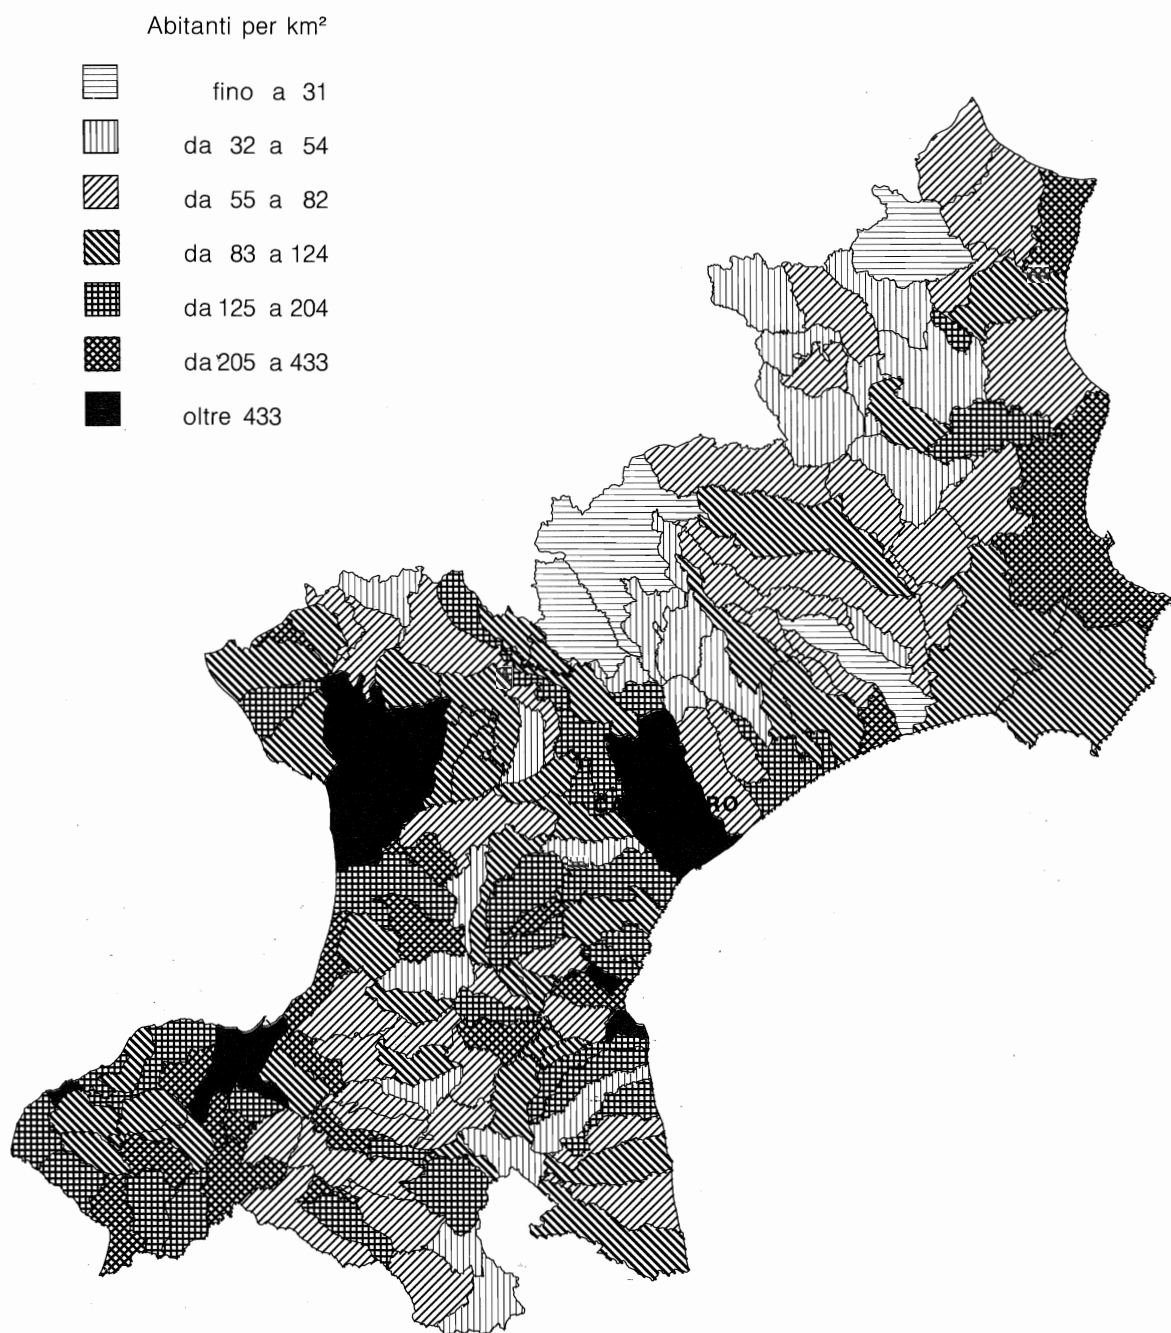 Abitanti per km²
fino a 31
da 32 a 54
da 55 a 82
da 83 a 124
da 125 a 204
da 205 a 433
oltre 433